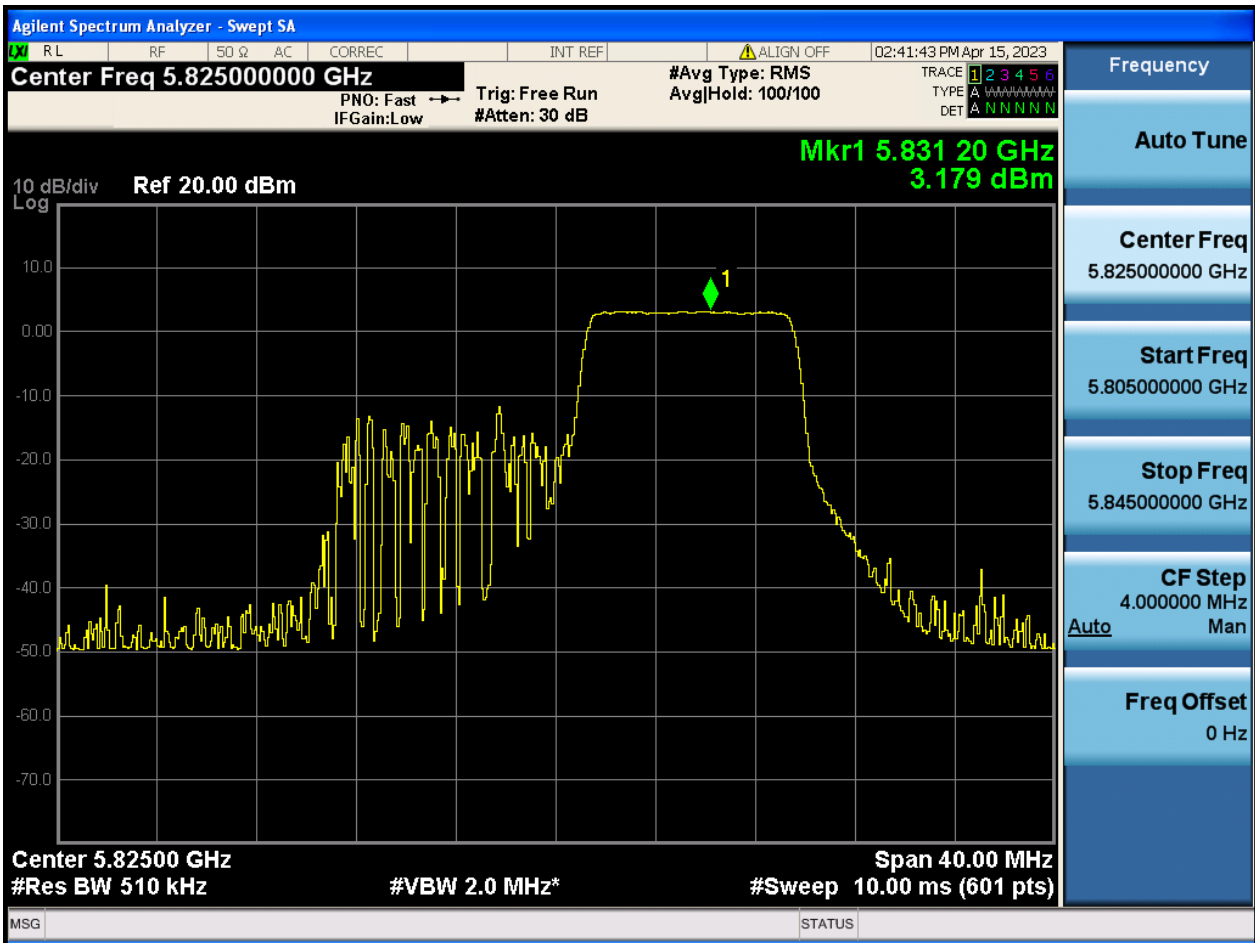 Agilent Spectrum Analyzer - Swept SA
LXI RL RF 50 Ω AC CORREC INT REF ALIGN OFF 02:41:43 PM Apr 15, 2023
Center Freq 5.825000000 GHz
PNO: Fast
IFGain:Low
Trig: Free Run
#Atten: 30 dB
#Avg Type: RMS
Avg|Hold: 100/100
TRACE 1 2 3 4 5 6
TYPE A
DET A N N N N N
Mkr1 5.831 20 GHz
3.179 dBm
10 dB/div Ref 20.00 dBm
Log
1
10.0
0.00
-10.0
-20.0
-30.0
-40.0
-50.0
-60.0
-70.0
Center 5.82500 GHz Span 40.00 MHz
#Res BW 510 kHz #VBW 2.0 MHz* #Sweep 10.00 ms (601 pts)
MSG STATUS
Frequency
Auto Tune
Center Freq
5.825000000 GHz
Start Freq
5.805000000 GHz
Stop Freq
5.845000000 GHz
CF Step
4.000000 MHz
Auto Man
Freq Offset
0 Hz